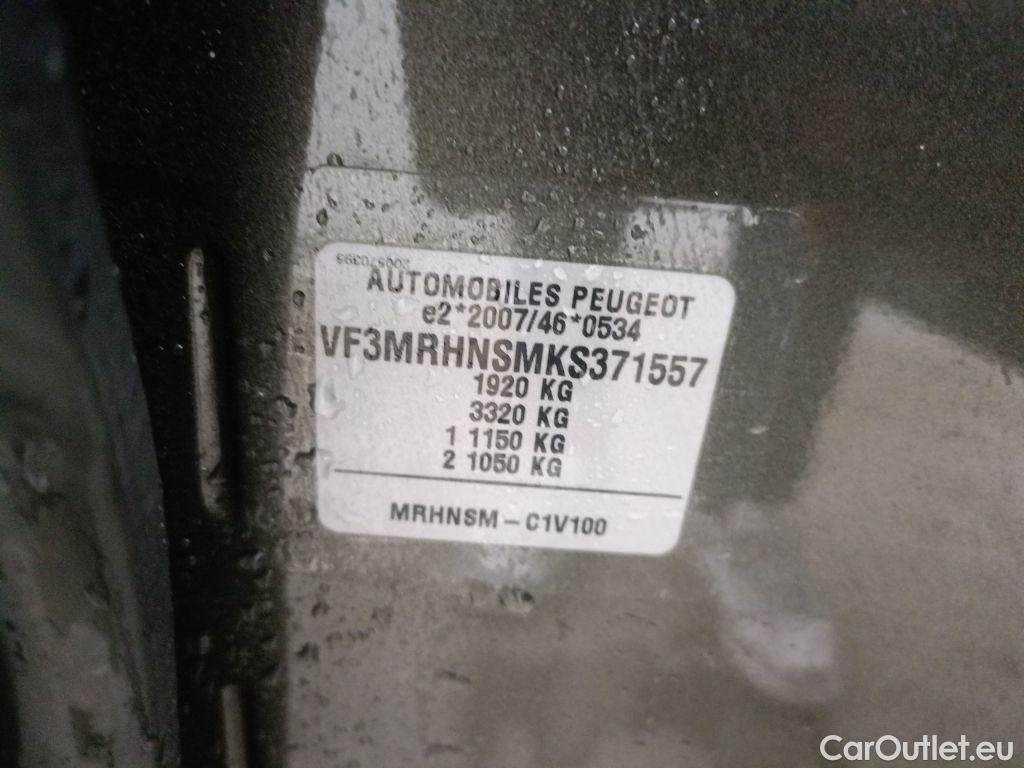 200570395
AUTOMOBILES PEUGEOT
e2*2007/46*0534
VF3MRHNSMKS371557
1920 KG
3320 KG
1 1150 KG
2 1050 KG
MRHNSM – C1V100
CarOutlet.eu